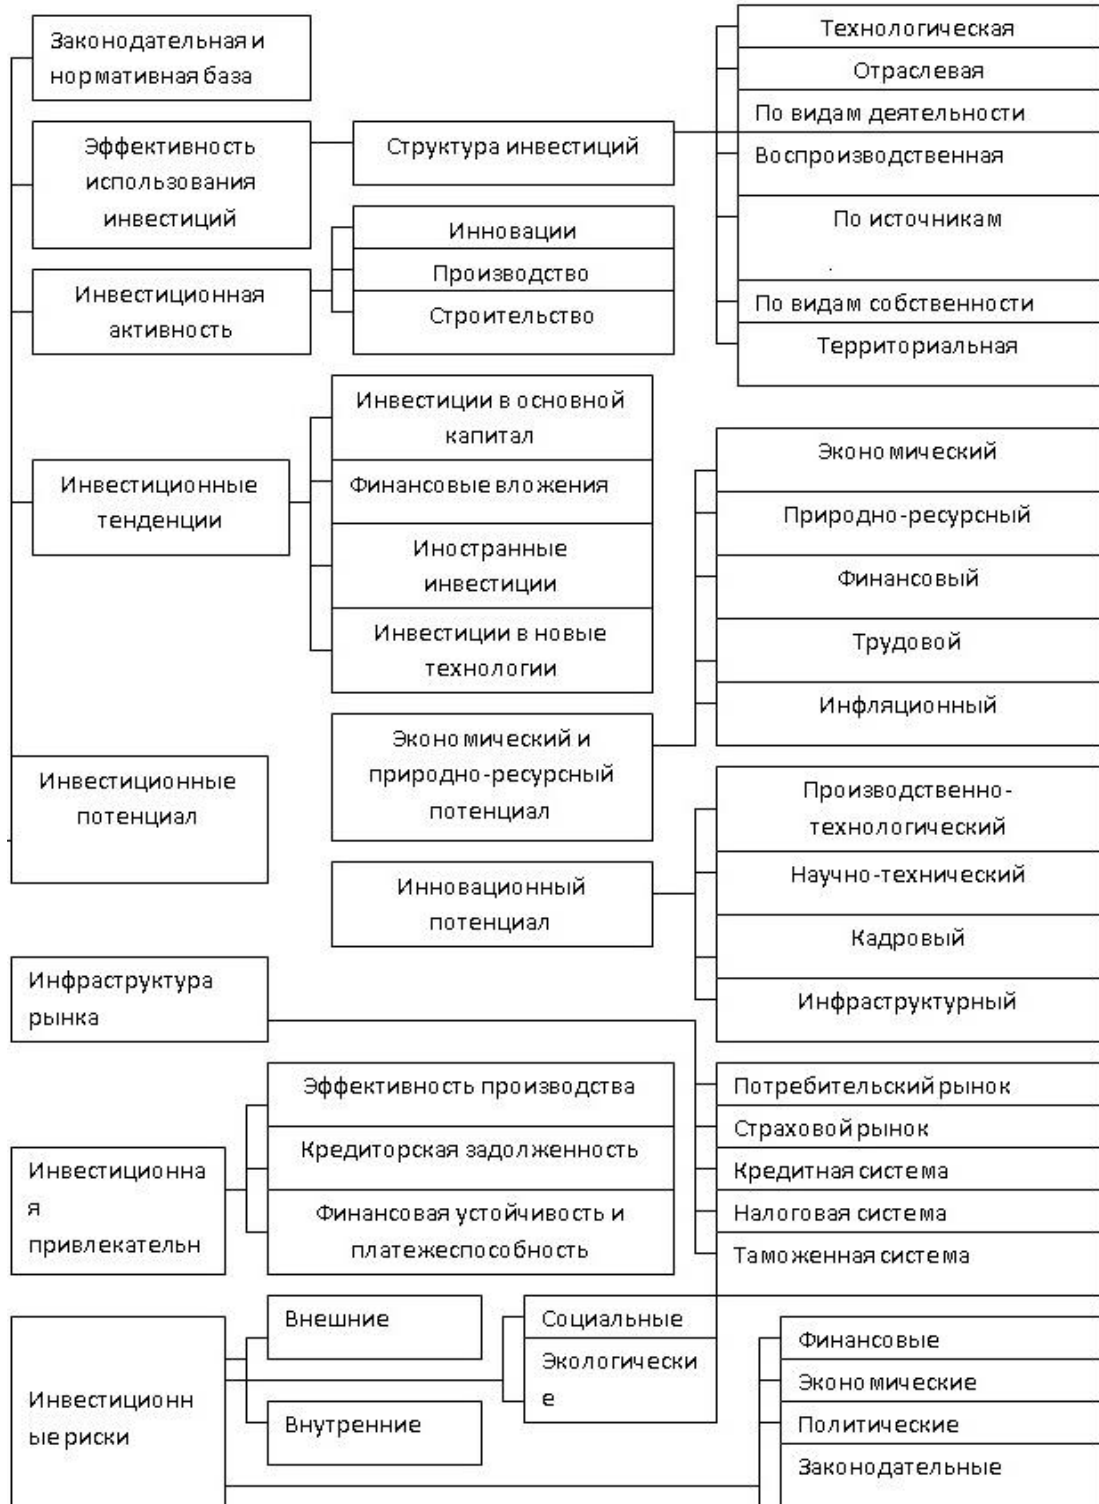 Законодательная и
нормативная база
Эффективность
использования
инвестиций
Структура инвестиций
Технологическая
Отраслевая
По видам деятельности
Воспроизводственная
По источникам
.
По видам собственности
Территориальная
Инвестиционная
активность
Инновации
Производство
Строительство
Инвестиционные
тенденции
Инвестиции в основной
капитал
Финансовые вложения
Иностранные
инвестиции
Инвестиции в новые
технологии
Инвестиционные
потенциал
Экономический и
природно-ресурсный
потенциал
Экономический
Природно-ресурсный
Финансовый
Трудовой
Инфляционный
Инновационный
потенциал
Производственно-
технологический
Научно-технический
Кадровый
Инфраструктурный
Инфраструктура
рынка
Потребительский рынок
Страховой рынок
Кредитная система
Налоговая система
Таможенная система
Инвестиционна
я
привлекательн
Эффективность производства
Кредиторская задолженность
Финансовая устойчивость и
платежеспособность
Инвестиционн
ые риски
Внешние
Внутренние
Социальные
Экологически
е
Финансовые
Экономические
Политические
Законодательные